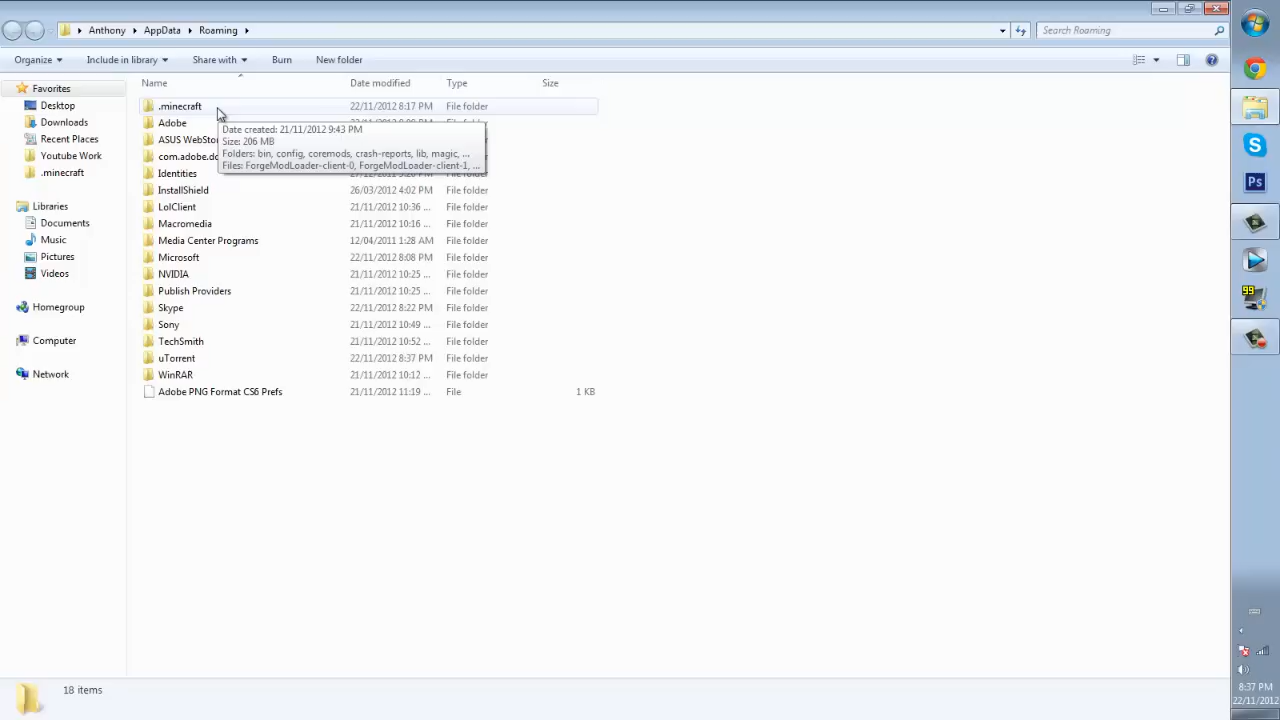 Anthony AppData Roaming
Search Roaming
Organize Include in library Share with Burn New folder
Name Date modified Type Size
Favorites
Desktop
Downloads
Recent Places
Youtube Work
.minecraft
Libraries
Documents
Music
Pictures
Videos
Homegroup
Computer
Network
.minecraft 22/11/2012 8:17 PM File folder
Adobe
ASUS WebSto
com.adobe.dc
Identities
Date created: 21/11/2012 9:43 PM
Size: 206 MB
Folders: bin, config, coremods, crash-reports, lib, magic, ...
Files: ForgeModLoader-client-0, ForgeModLoader-client-1, ...
InstallShield 26/03/2012 4:02 PM File folder
LolClient 21/11/2012 10:36 ... File folder
Macromedia 21/11/2012 10:16 ... File folder
Media Center Programs 12/04/2011 1:28 AM File folder
Microsoft 22/11/2012 8:08 PM File folder
NVIDIA 21/11/2012 10:25 ... File folder
Publish Providers 21/11/2012 10:25 ... File folder
Skype 22/11/2012 8:22 PM File folder
Sony 21/11/2012 10:49 ... File folder
TechSmith 21/11/2012 10:52 ... File folder
uTorrent 22/11/2012 8:37 PM File folder
WinRAR 21/11/2012 10:12 ... File folder
Adobe PNG Format CS6 Prefs 21/11/2012 11:19 ... File 1 KB
18 items
Ps
99
8:37 PM
22/11/2012